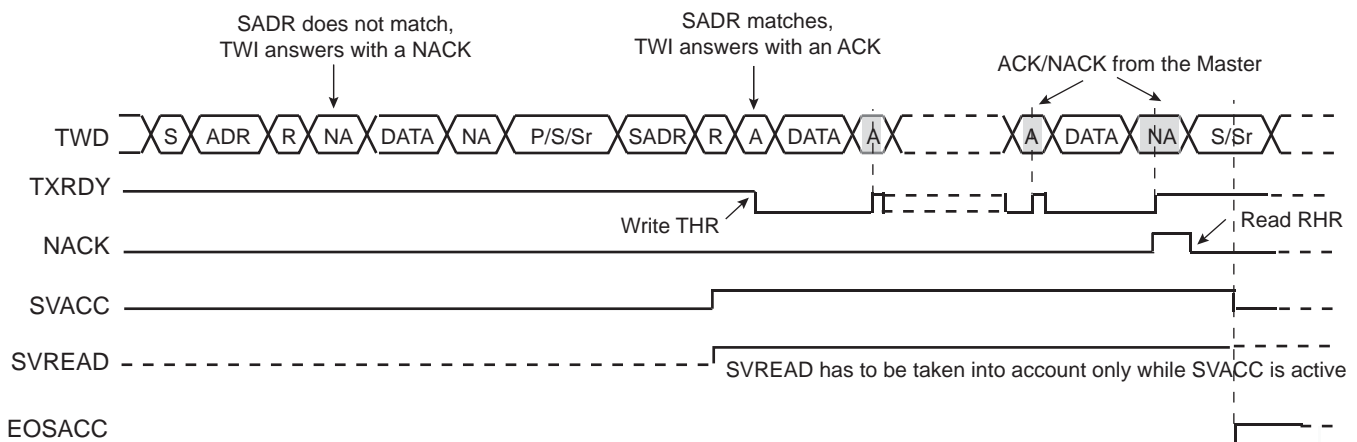 SADR does not match,
TWI answers with a NACK
SADR matches,
TWI answers with an ACK
ACK/NACK from the Master
TWD S ADR R NA DATA NA P/S/Sr SADR R A DATA A A DATA NA S/Sr
TXRDY
Write THR
NACK
Read RHR
SVACC
SVREAD
SVREAD has to be taken into account only while SVACC is active
EOSACC